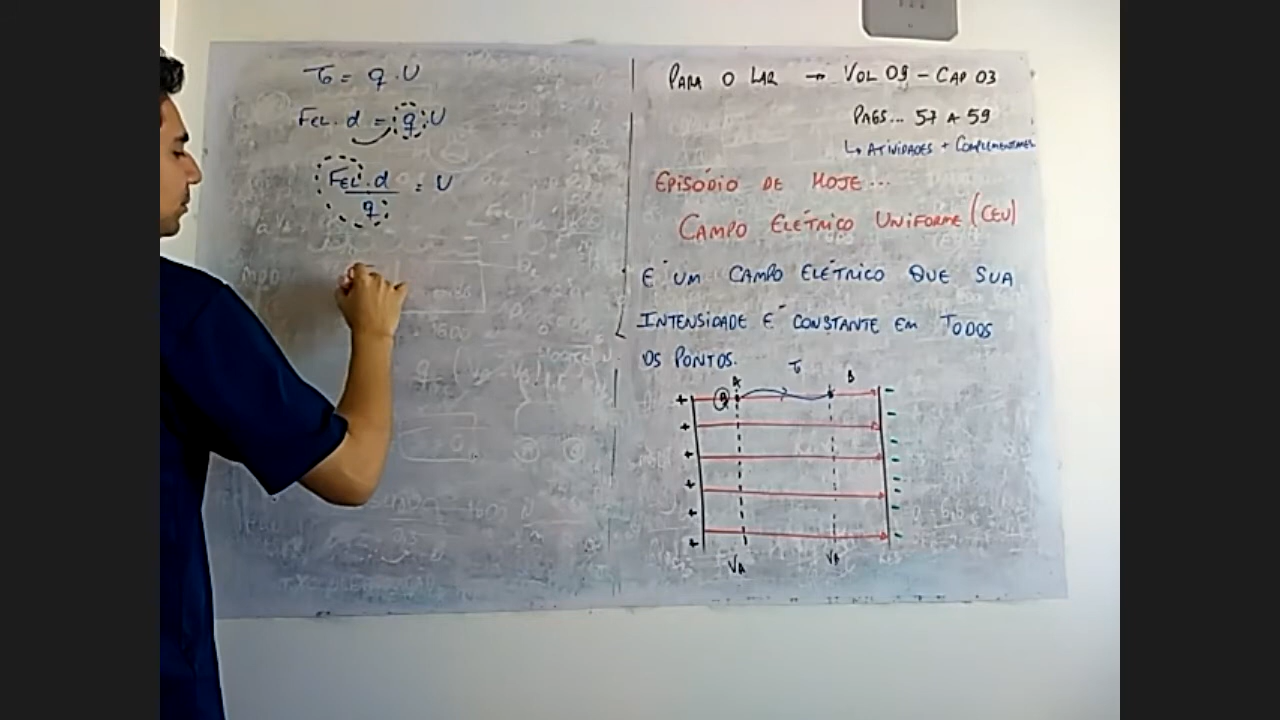 τ = q . U
FEL . d = q . U
FEL . d
q
= U
PARA O LAR → VOL 09 - CAP 03
PAGS... 57 A 59
↳ ATIVIDADES + COMPLEMENTARES
EPISÓDIO DE HOJE...
CAMPO ELÉTRICO UNIFORME (CEU)
É UM CAMPO ELÉTRICO QUE SUA
INTENSIDADE É CONSTANTE EM TODOS
OS PONTOS.
A τ B
q
VA VB